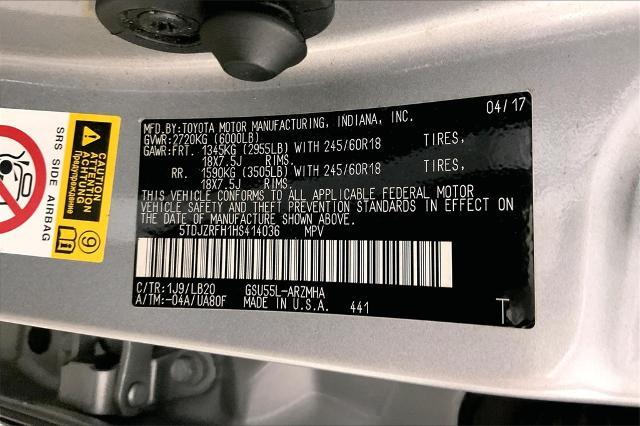 SRS SIDE AIRBAG
CAUTION
ATTENTION
ACHTUNG
Предупреждение
9
04/17
MFD.BY:TOYOTA MOTOR MANUFACTURING, INDIANA, INC.
GVWR:2720KG (6000LB)
GAWR:FRT. 1345KG (2955LB) WITH 245/60R18 TIRES,
18X7.5J RIMS.
RR. 1590KG (3505LB) WITH 245/60R18 TIRES,
18X7.5J RIMS.
THIS VEHICLE CONFORMS TO ALL APPLICABLE FEDERAL MOTOR
VEHICLE SAFETY AND THEFT PREVENTION STANDARDS IN EFFECT ON
THE DATE OF MANUFACTURE SHOWN ABOVE.
5TDJZRFH1HS414036 MPV
C/TR:1J9/LB20 GSU55L-ARZMHA
A/TM:-04A/UA80F MADE IN U.S.A. 441
T